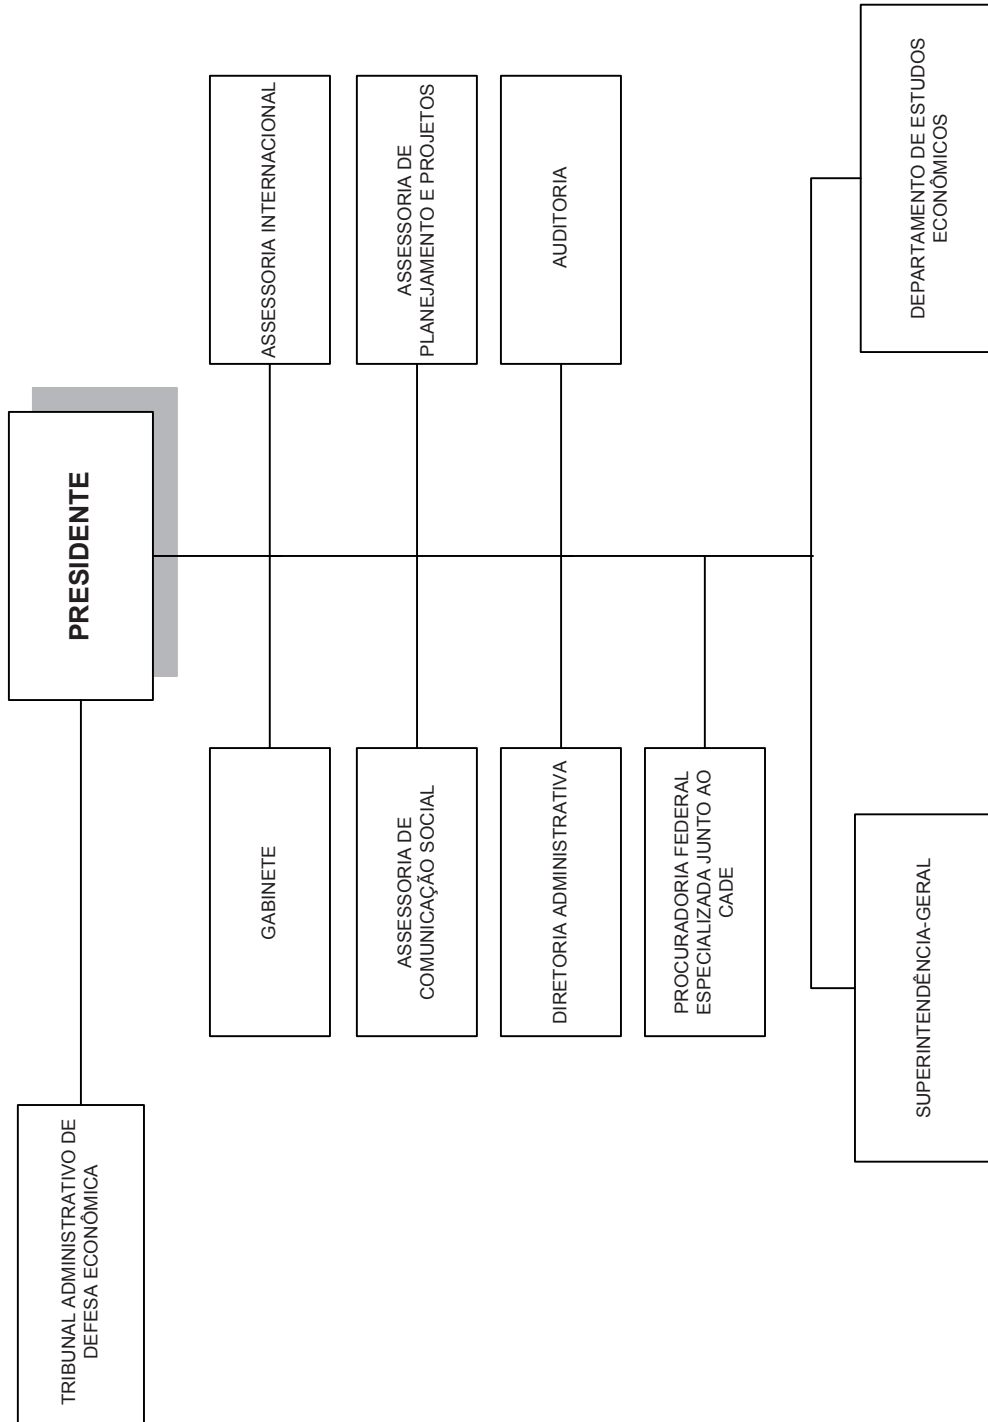 TRIBUNAL ADMINISTRATIVO DE
DEFESA ECONÔMICA
PRESIDENTE
GABINETE
ASSESSORIA INTERNACIONAL
ASSESSORIA DE
COMUNICAÇÃO SOCIAL
ASSESSORIA DE
PLANEJAMENTO E PROJETOS
DIRETORIA ADMINISTRATIVA
AUDITORIA
PROCURADORIA FEDERAL
ESPECIALIZADA JUNTO AO
CADE
SUPERINTENDÊNCIA-GERAL
DEPARTAMENTO DE ESTUDOS
ECONÔMICOS